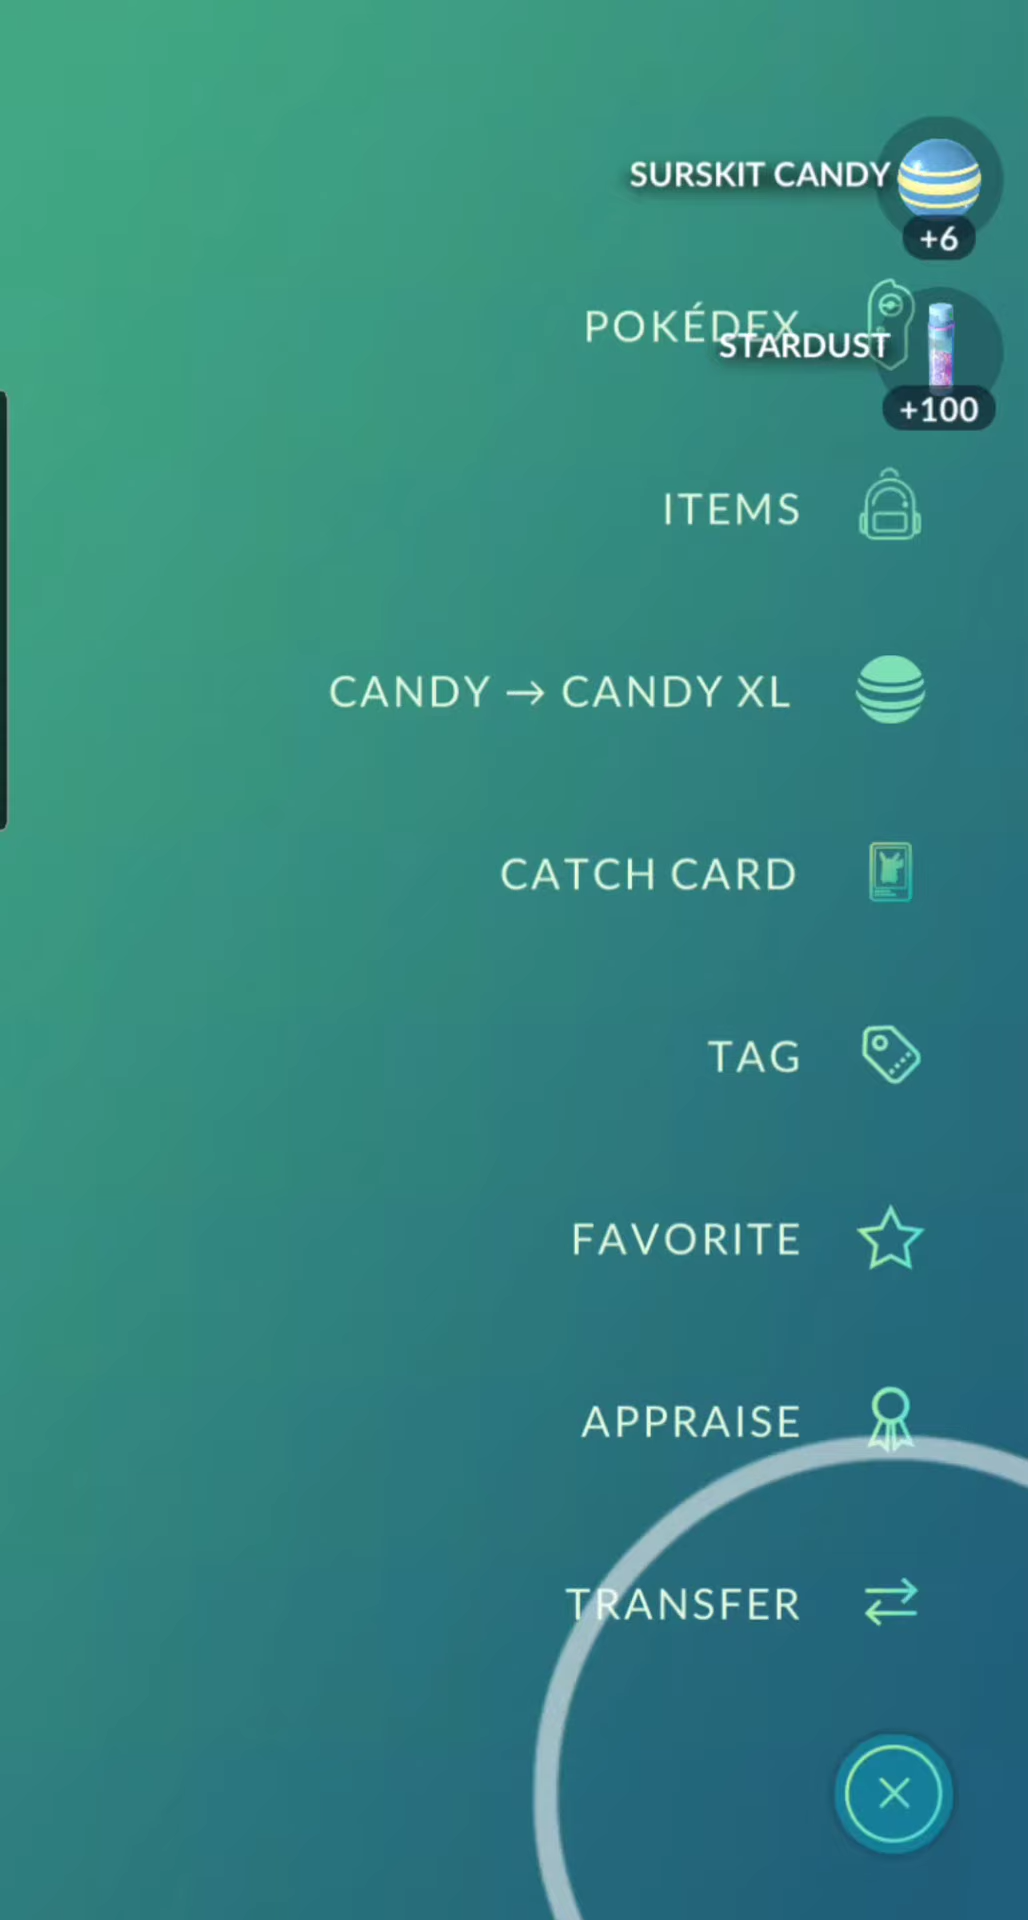 SURSKIT CANDY
+6
POKÉDEX
STARDUST
+100
ITEMS
CANDY → CANDY XL
CATCH CARD
TAG
FAVORITE
APPRAISE
TRANSFER